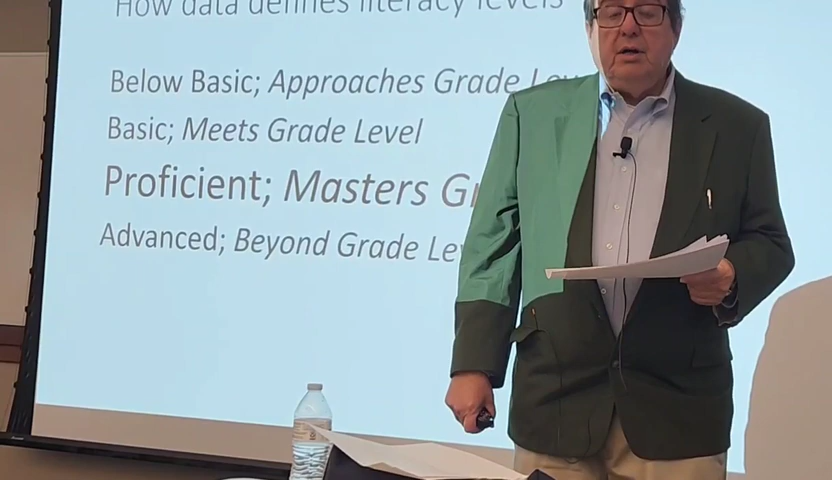 How data defines literacy levels
Below Basic; Approaches Grade
Basic; Meets Grade Level
Proficient; Masters
Advanced; Beyond Grade